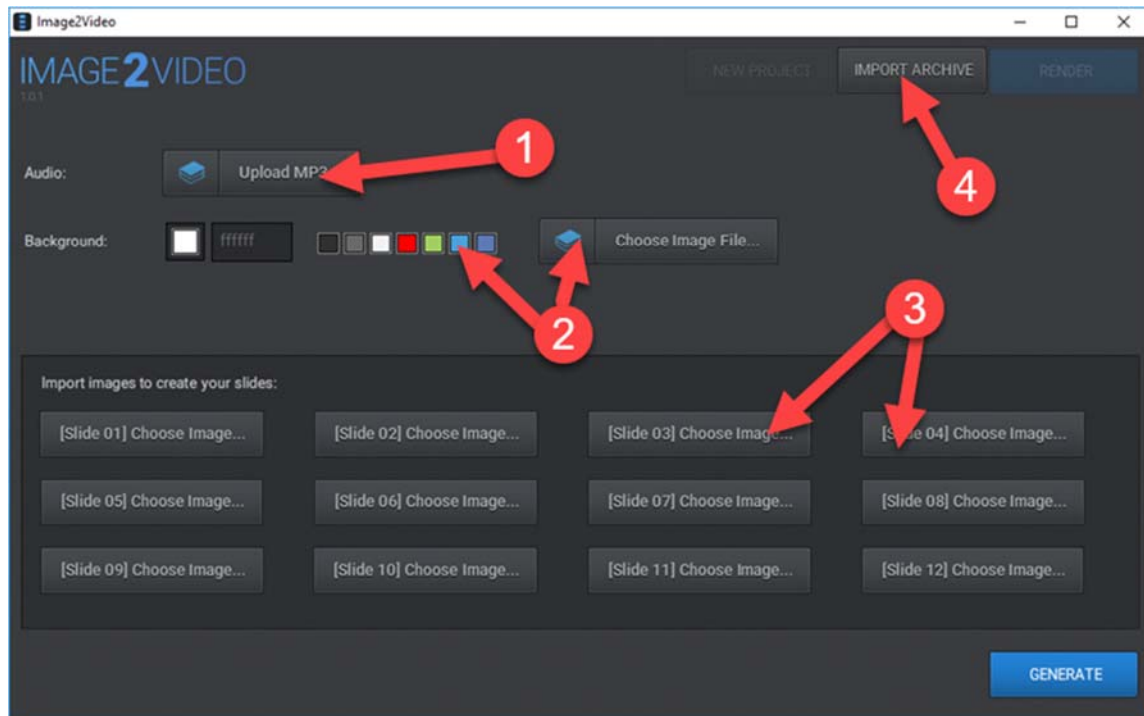 Image2Video
IMAGE2VIDEO
1.0.1
NEW PROJECT
IMPORT ARCHIVE
RENDER
4
Audio:
Upload MP3
1
Background:
ffffff
Choose Image File...
2
3
Import images to create your slides:
[Slide 01] Choose Image...
[Slide 02] Choose Image...
[Slide 03] Choose Image...
[Slide 04] Choose Image...
[Slide 05] Choose Image...
[Slide 06] Choose Image...
[Slide 07] Choose Image...
[Slide 08] Choose Image...
[Slide 09] Choose Image...
[Slide 10] Choose Image...
[Slide 11] Choose Image...
[Slide 12] Choose Image...
GENERATE